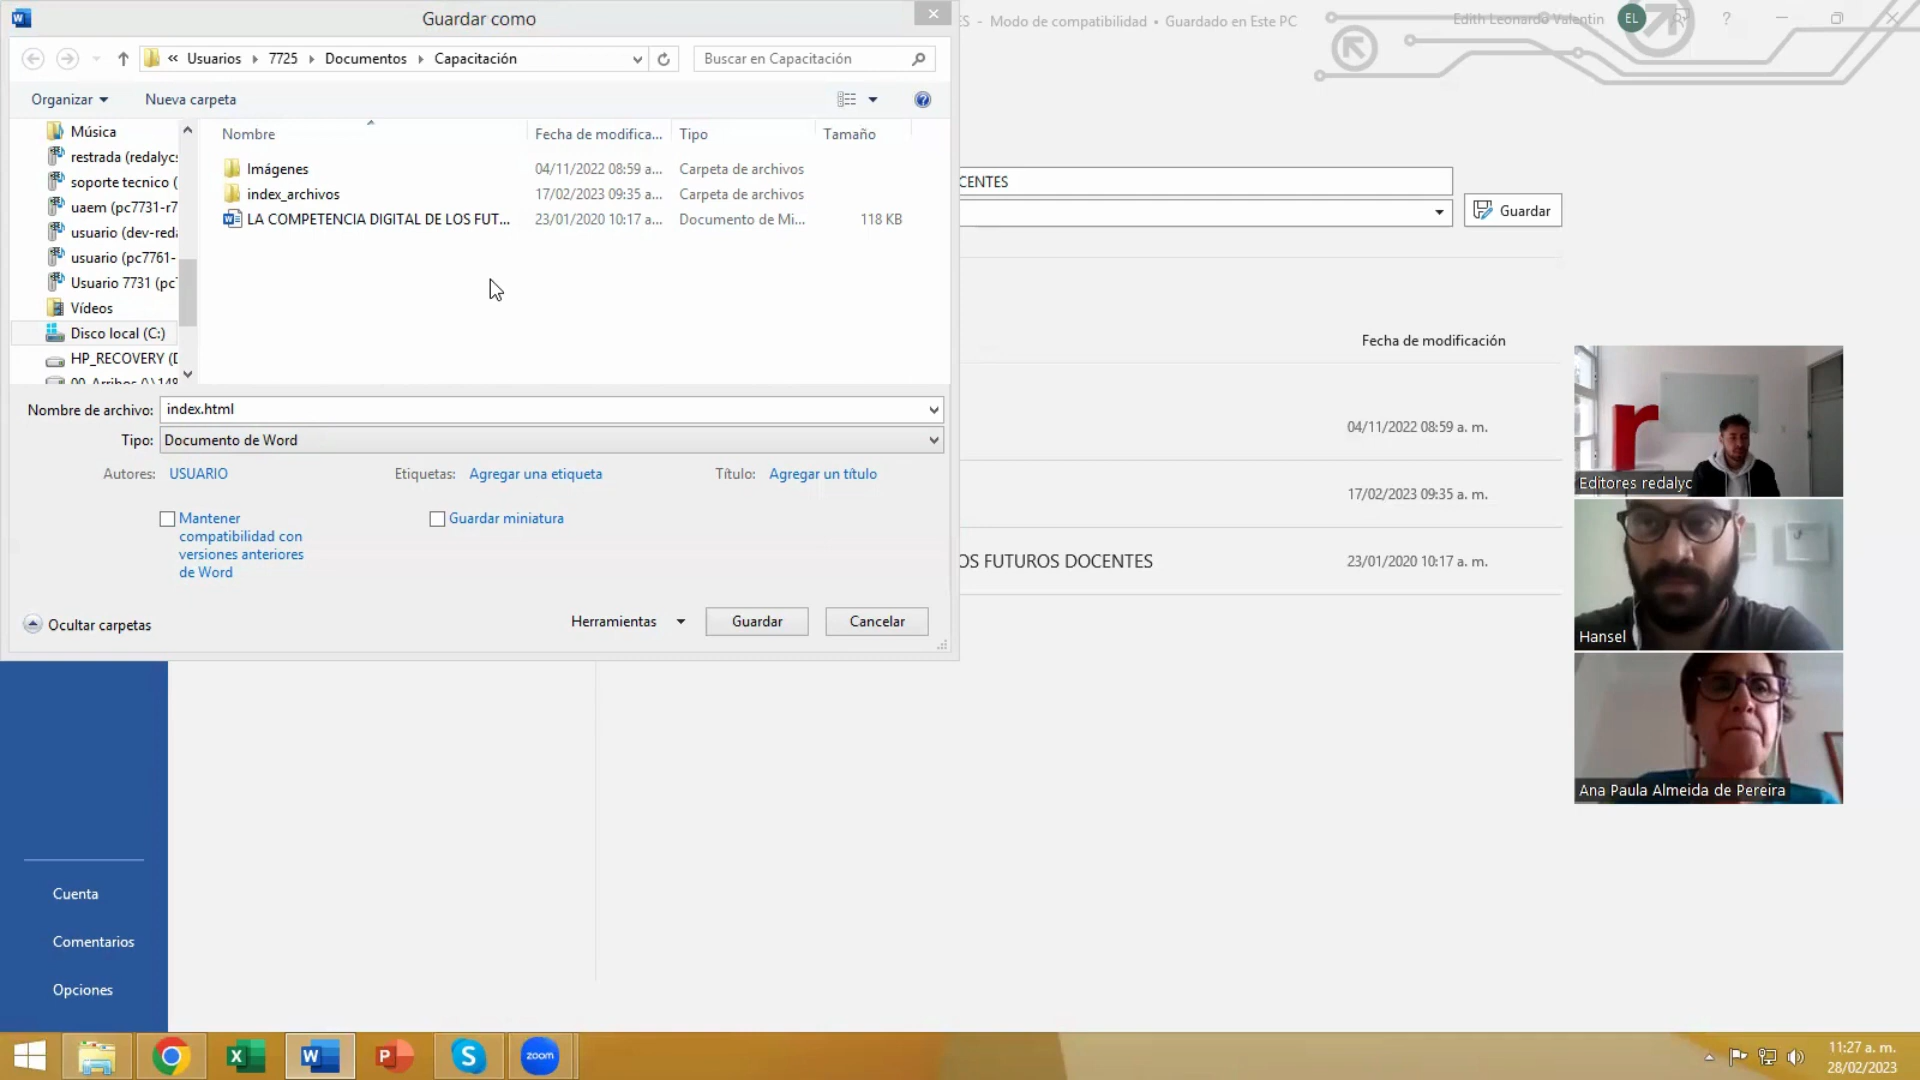 Guardar como
ES - Modo de compatibilidad • Guardado en Este PC
Edith Leonardo Valentin
EL
?
« Usuarios ▸ 7725 ▸ Documentos ▸ Capacitación
Buscar en Capacitación
Organizar
Nueva carpeta
Música
restrada (redalyc
soporte tecnico (
uaem (pc7731-r7
usuario (dev-red
usuario (pc7761-
Usuario 7731 (pc
Vídeos
Disco local (C:)
HP_RECOVERY (D
Nombre
Fecha de modifica...
Tipo
Tamaño
Imágenes
04/11/2022 08:59 a...
Carpeta de archivos
index_archivos
17/02/2023 09:35 a...
Carpeta de archivos
LA COMPETENCIA DIGITAL DE LOS FUT...
23/01/2020 10:17 a...
Documento de Mi...
118 KB
CENTES
Guardar
Fecha de modificación
04/11/2022 08:59 a. m.
17/02/2023 09:35 a. m.
OS FUTUROS DOCENTES
23/01/2020 10:17 a. m.
Nombre de archivo: index.html
Tipo: Documento de Word
Autores: USUARIO
Etiquetas: Agregar una etiqueta
Título: Agregar un título
Mantener
compatibilidad con
versiones anteriores
de Word
Guardar miniatura
Ocultar carpetas
Herramientas
Guardar
Cancelar
r
Editores redalyc
Hansel
Ana Paula Almeida de Pereira
Cuenta
Comentarios
Opciones
zoom
11:27 a. m.
28/02/2023